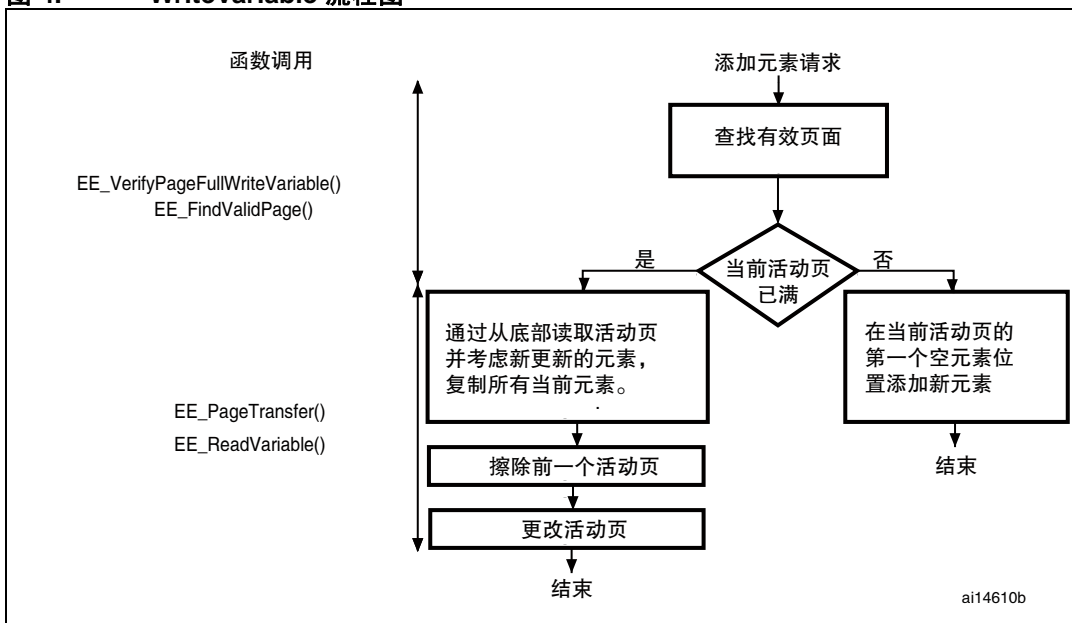 图 4. WriteVariable 流程图
函数调用
添加元素请求
查找有效页面
EE_VerifyPageFullWriteVariable()
EE_FindValidPage()
是
当前活动页
已满
否
通过从底部读取活动页
并考虑新更新的元素，
复制所有当前元素。
在当前活动页的
第一个空元素位
置添加新元素
EE_PageTransfer()
EE_ReadVariable()
擦除前一个活动页
结束
更改活动页
结束
ai14610b